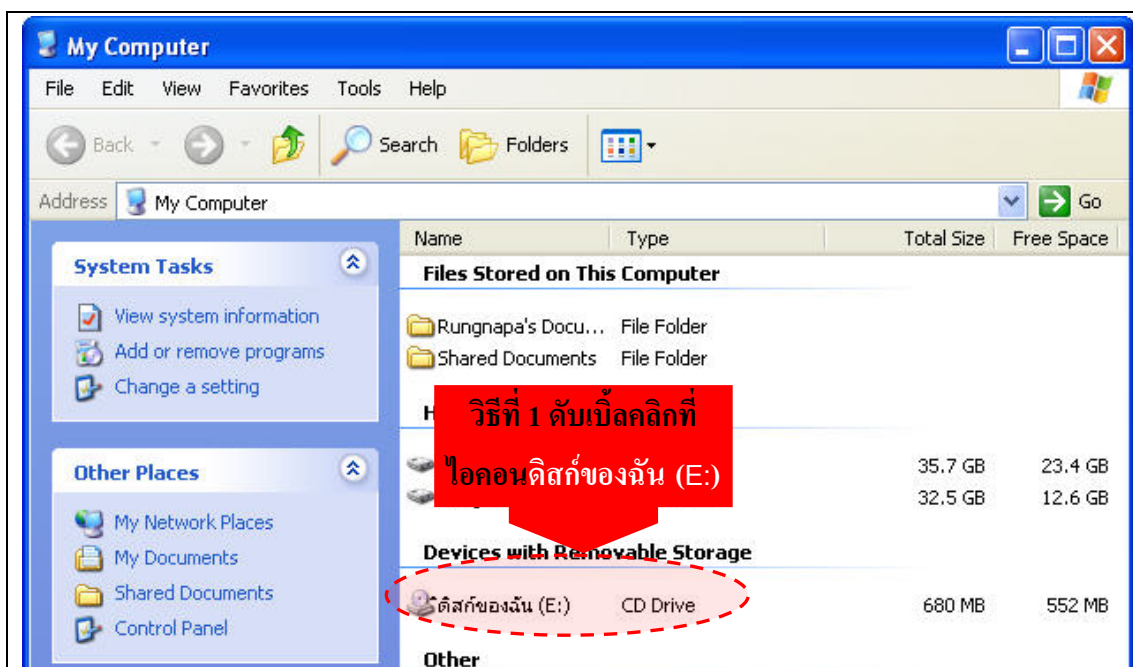 My Computer
File Edit View Favorites Tools Help
Back Search Folders
Address My Computer Go
System Tasks
View system information
Add or remove programs
Change a setting
Other Places
My Network Places
My Documents
Shared Documents
Control Panel
Name Type Total Size Free Space
Files Stored on This Computer
Rungnapa's Docu... File Folder
Shared Documents File Folder
วิธีที่ 1 ดับเบิ้ลคลิกที่
ไอคอนดิสก์ของฉัน (E:)
35.7 GB 23.4 GB
32.5 GB 12.6 GB
Devices with Removable Storage
ดิสก์ของฉัน (E:) CD Drive 680 MB 552 MB
Other